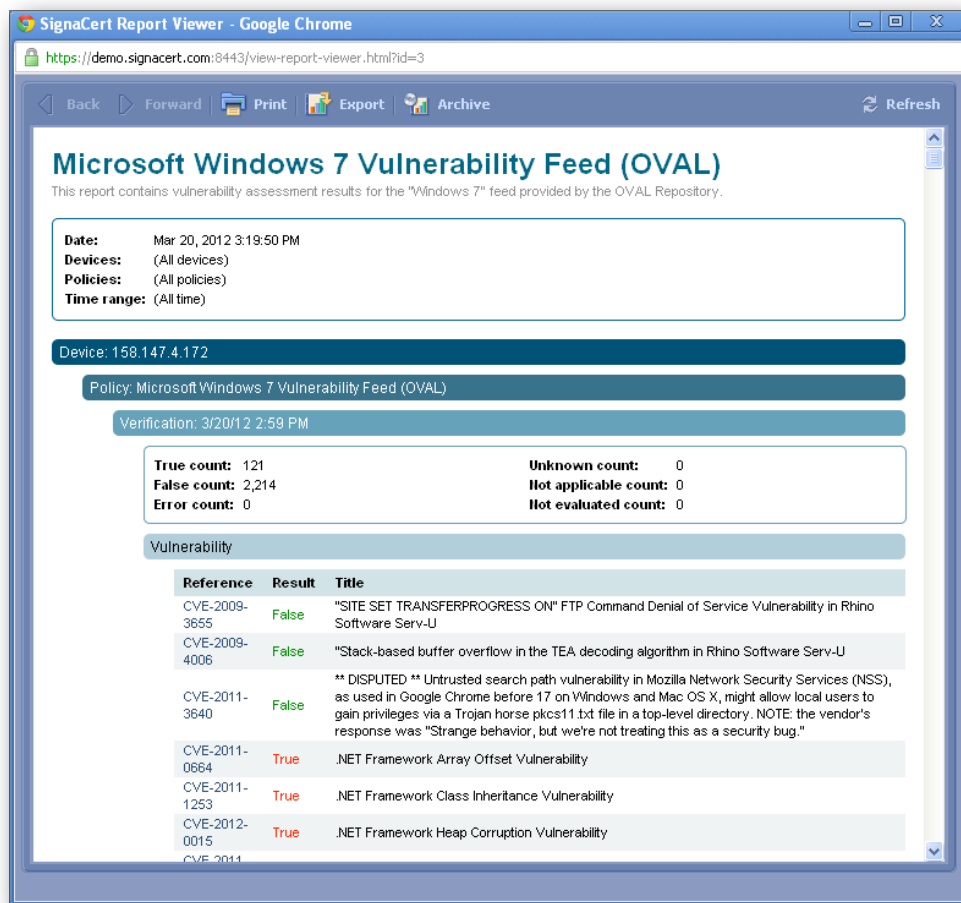 SignaCert Report Viewer - Google Chrome
https://demo.signacert.com:8443/view-report-viewer.html?id=3
Back Forward Print Export Archive Refresh
Microsoft Windows 7 Vulnerability Feed (OVAL)
This report contains vulnerability assessment results for the "Windows 7" feed provided by the OVAL Repository.
Date: Mar 20, 2012 3:19:50 PM
Devices: (All devices)
Policies: (All policies)
Time range: (All time)
Device: 158.147.4.172
Policy: Microsoft Windows 7 Vulnerability Feed (OVAL)
Verification: 3/20/12 2:59 PM
True count: 121 Unknown count: 0
False count: 2,214 Not applicable count: 0
Error count: 0 Not evaluated count: 0
Vulnerability
Reference Result Title
CVE-2009-3655 False "SITE SET TRANSFERPROGRESS ON" FTP Command Denial of Service Vulnerability in Rhino
Software Serv-U
CVE-2009-4006 False "Stack-based buffer overflow in the TEA decoding algorithm in Rhino Software Serv-U
CVE-2011-3640 False ** DISPUTED ** Untrusted search path vulnerability in Mozilla Network Security Services (NSS),
as used in Google Chrome before 17 on Windows and Mac OS X, might allow local users to
gain privileges via a Trojan horse pkcs11.txt file in a top-level directory. NOTE: the vendor's
response was "Strange behavior, but we're not treating this as a security bug."
CVE-2011-0664 True .NET Framework Array Offset Vulnerability
CVE-2011-1253 True .NET Framework Class Inheritance Vulnerability
CVE-2012-0015 True .NET Framework Heap Corruption Vulnerability
CVE-2011-